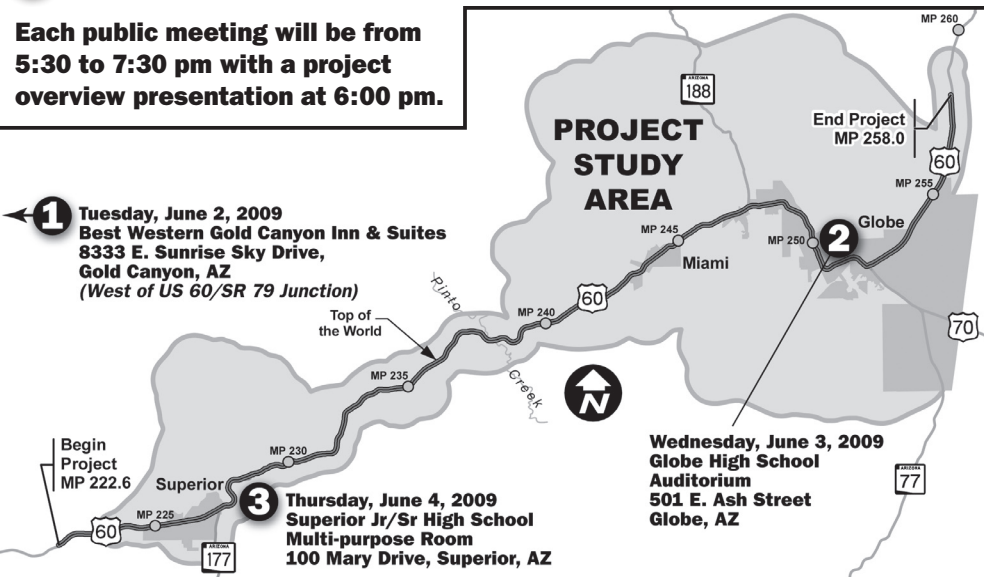 Each public meeting will be from
5:30 to 7:30 pm with a project
overview presentation at 6:00 pm.
MP 260
ARIZONA
188
End Project
MP 258.0
PROJECT
STUDY
AREA
60
MP 255
1
Tuesday, June 2, 2009
Best Western Gold Canyon Inn & Suites
8333 E. Sunrise Sky Drive,
Gold Canyon, AZ
(West of US 60/SR 79 Junction)
MP 245
Miami
MP 250
2
Globe
Pinto
Creek
Top of
the World
MP 240
60
70
MP 235
N
Wednesday, June 3, 2009
Globe High School
Auditorium
501 E. Ash Street
Globe, AZ
ARIZONA
77
Begin
Project
MP 222.6
MP 230
Superior
MP 225
60
3
Thursday, June 4, 2009
Superior Jr/Sr High School
Multi-purpose Room
100 Mary Drive, Superior, AZ
ARIZONA
177